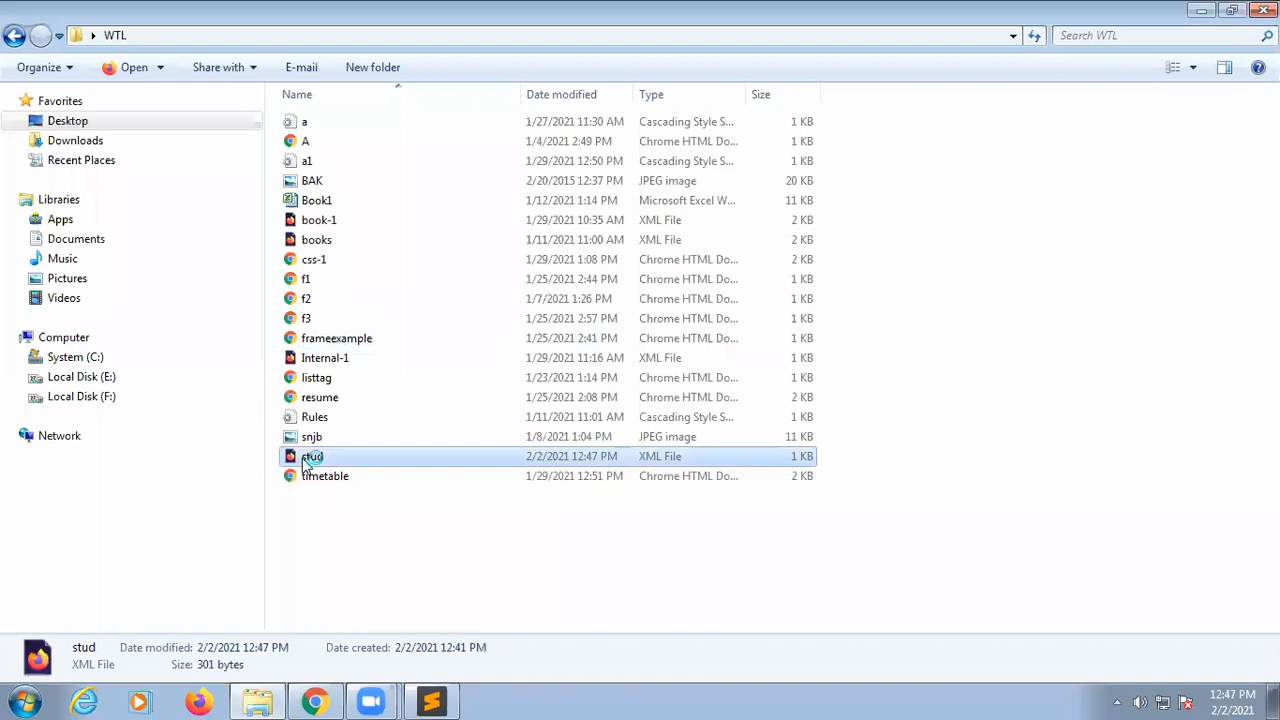 WTL
Search WTL
Organize Open Share with E-mail New folder
Name Date modified Type Size
Favorites
Desktop
Downloads
Recent Places
Libraries
Apps
Documents
Music
Pictures
Videos
Computer
System (C:)
Local Disk (E:)
Local Disk (F:)
Network
a 1/27/2021 11:30 AM Cascading Style S... 1 KB
A 1/4/2021 2:49 PM Chrome HTML Do... 1 KB
a1 1/29/2021 12:50 PM Cascading Style S... 1 KB
BAK 2/20/2015 12:37 PM JPEG image 20 KB
Book1 1/12/2021 1:14 PM Microsoft Excel W... 11 KB
book-1 1/29/2021 10:35 AM XML File 2 KB
books 1/11/2021 11:00 AM XML File 2 KB
css-1 1/29/2021 1:08 PM Chrome HTML Do... 1 KB
f1 1/25/2021 2:44 PM Chrome HTML Do... 1 KB
f2 1/7/2021 1:26 PM Chrome HTML Do... 1 KB
f3 1/25/2021 2:57 PM Chrome HTML Do... 1 KB
frameexample 1/25/2021 2:41 PM Chrome HTML Do... 1 KB
Internal-1 1/29/2021 11:16 AM XML File 1 KB
listtag 1/23/2021 1:14 PM Chrome HTML Do... 1 KB
resume 1/25/2021 2:08 PM Chrome HTML Do... 2 KB
Rules 1/11/2021 11:01 AM Cascading Style S... 1 KB
snjb 1/8/2021 1:04 PM JPEG image 11 KB
stud 2/2/2021 12:47 PM XML File 1 KB
timetable 1/29/2021 12:51 PM Chrome HTML Do... 2 KB
stud Date modified: 2/2/2021 12:47 PM Date created: 2/2/2021 12:41 PM
XML File Size: 301 bytes
12:47 PM
2/2/2021